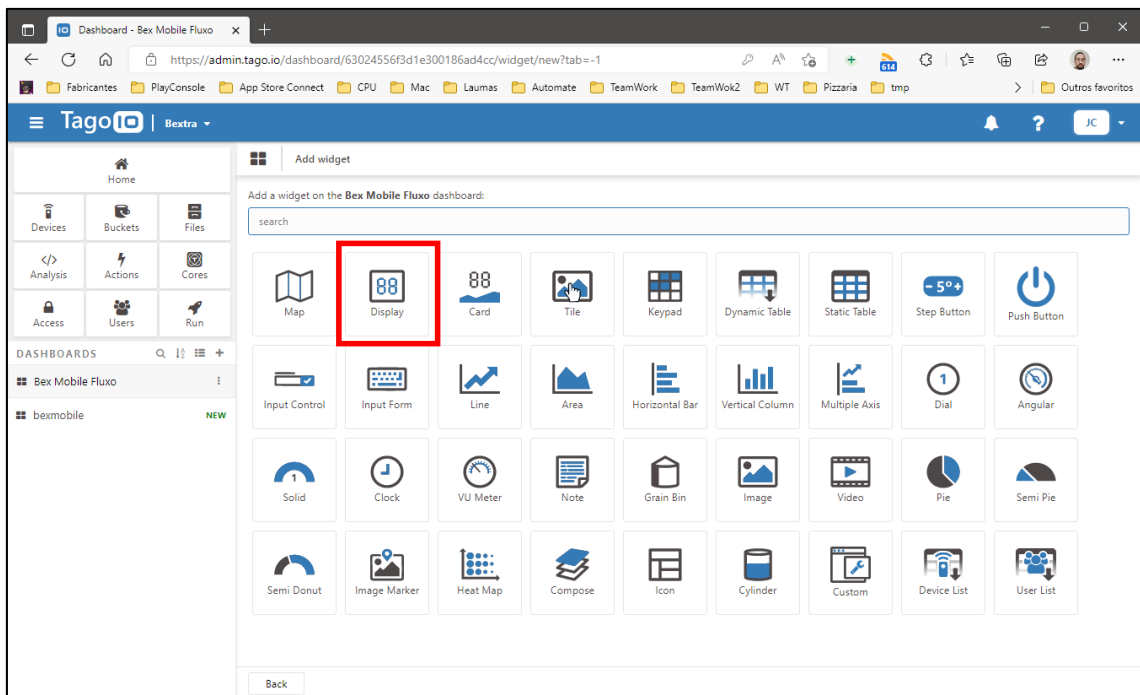 Dashboard - Bex Mobile Fluxo
https://admin.tago.io/dashboard/63024556f3d1e300186ad4cc/widget/new?tab=-1
614
Fabricantes PlayConsole App Store Connect CPU Mac Laumas Automate TeamWork TeamWok2 WT Pizzaria tmp Outros favoritos
Tago IO | Bextra
? JC
Home
Devices Buckets Files
Analysis Actions Cores
Access Users Run
DASHBOARDS
Bex Mobile Fluxo
bexmobile NEW
Add widget
Add a widget on the Bex Mobile Fluxo dashboard:
search
88 88 - 5° +
Map Display Card Tile Keypad Dynamic Table Static Table Step Button Push Button
1
Input Control Input Form Line Area Horizontal Bar Vertical Column Multiple Axis Dial Angular
1
Solid Clock VU Meter Note Grain Bin Image Video Pie Semi Pie
Semi Donut Image Marker Heat Map Compose Icon Cylinder Custom Device List User List
Back